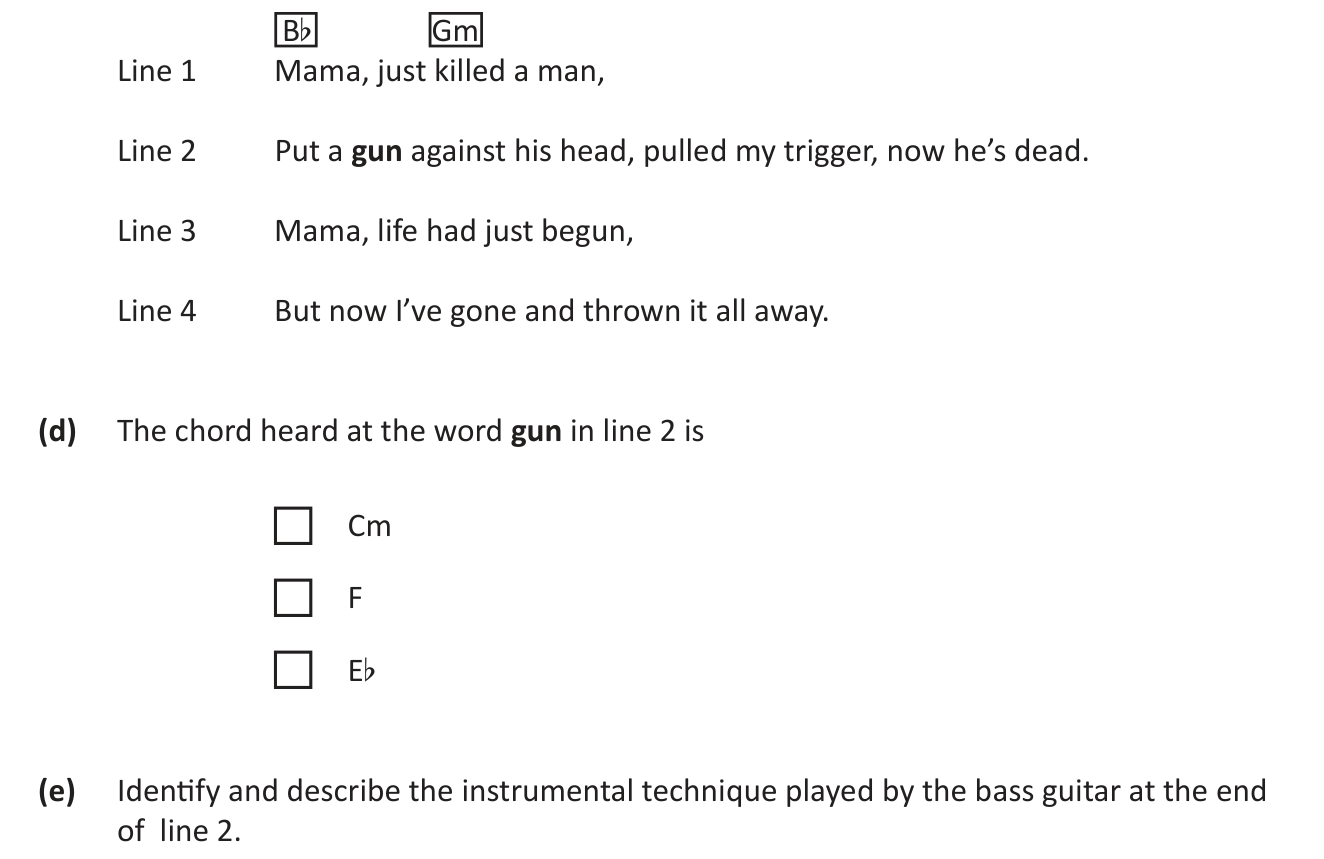 B♭ Gm
Line 1 Mama, just killed a man,
Line 2 Put a gun against his head, pulled my trigger, now he’s dead.
Line 3 Mama, life had just begun,
Line 4 But now I’ve gone and thrown it all away.
(d) The chord heard at the word gun in line 2 is
Cm
F
E♭
(e) Identify and describe the instrumental technique played by the bass guitar at the end
of line 2.